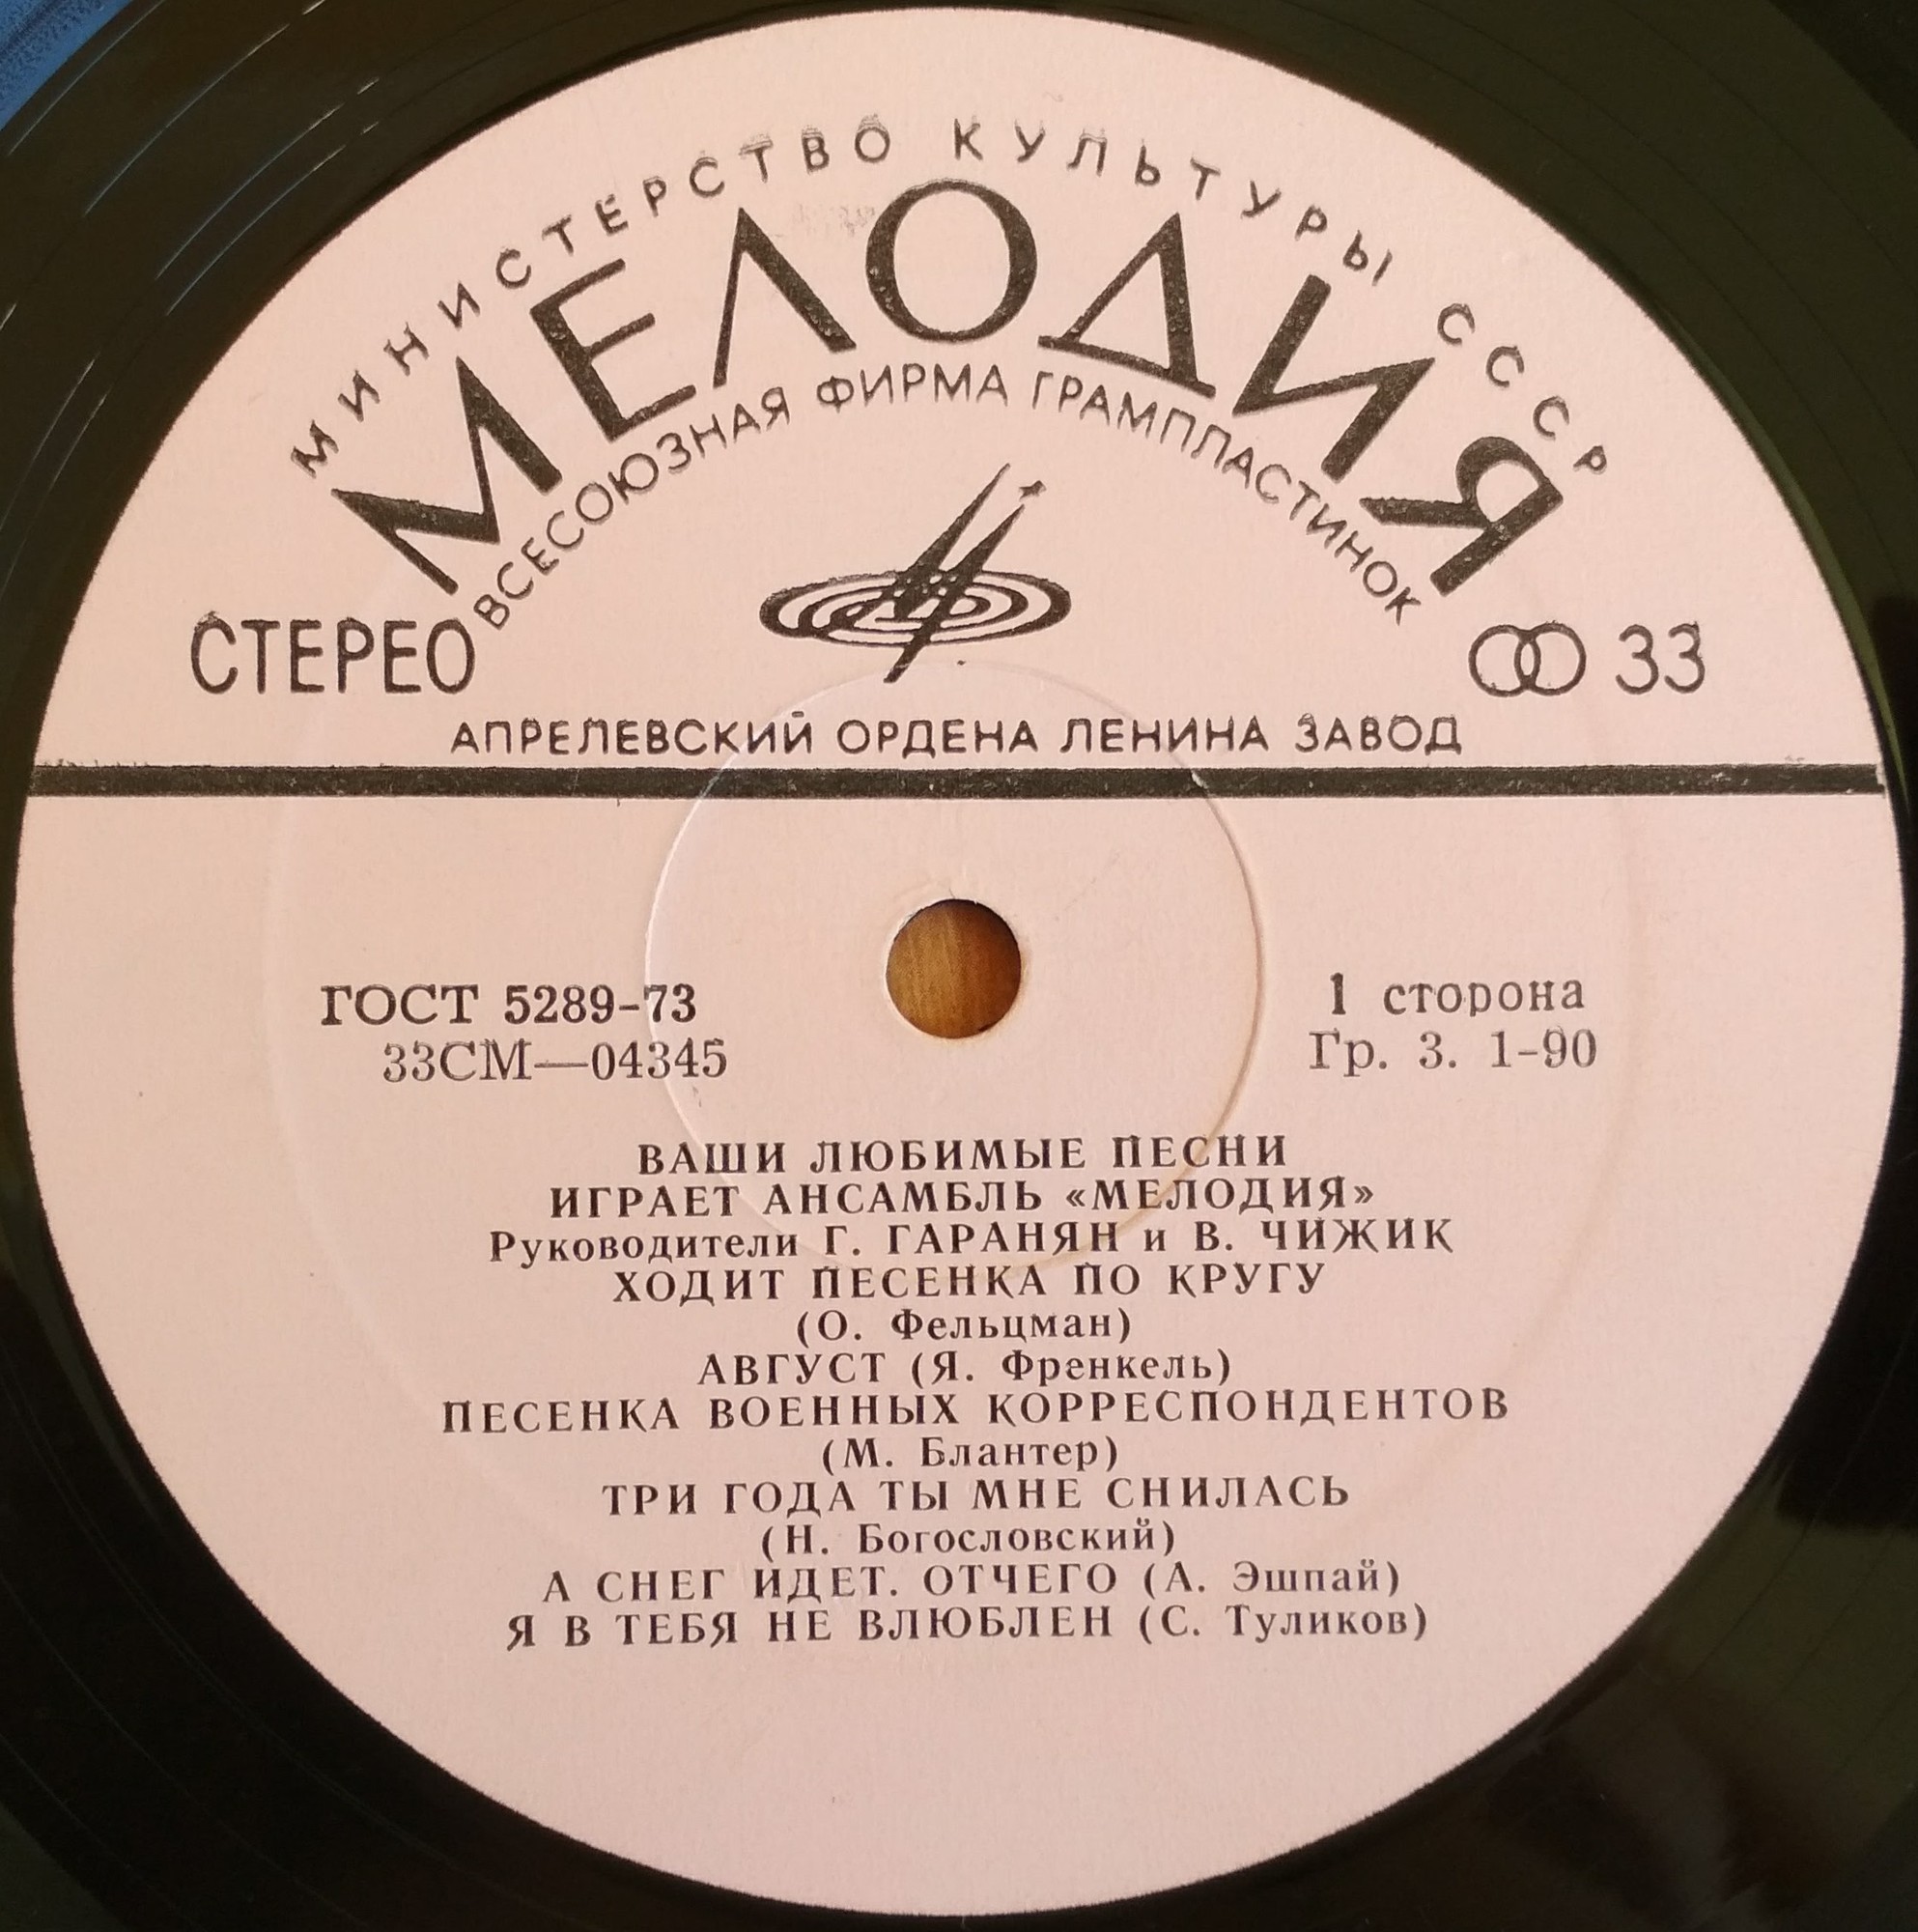 МИНИСТЕРСТВО КУЛЬТУРЫ СССР
МЕЛОДИЯ
ВСЕСОЮЗНАЯ ФИРМА ГРАМПЛАСТИНОК
СТЕРЕО
33
АПРЕЛЕВСКИЙ ОРДЕНА ЛЕНИНА ЗАВОД
ГОСТ 5289-73
1 сторона
33СМ—04345
Гр. 3. 1-90
ВАШИ ЛЮБИМЫЕ ПЕСНИ
ИГРАЕТ АНСАМБЛЬ «МЕЛОДИЯ»
Руководители Г. ГАРАНЯН и В. ЧИЖИК
ХОДИТ ПЕСЕНКА ПО КРУГУ
(О. Фельцман)
АВГУСТ (Я. Френкель)
ПЕСЕНКА ВОЕННЫХ КОРРЕСПОНДЕНТОВ
(М. Блантер)
ТРИ ГОДА ТЫ МНЕ СНИЛАСЬ
(Н. Богословский)
А СНЕГ ИДЕТ. ОТЧЕГО (А. Эшпай)
Я В ТЕБЯ НЕ ВЛЮБЛЕН (С. Туликов)